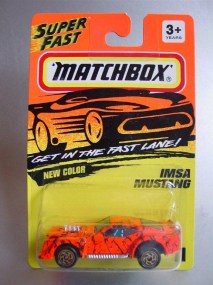 SUPER
FAST
3+
YEARS
MATCHBOX
GET IN THE FAST LANE!
NEW COLOR
IMSA
MUSTANG